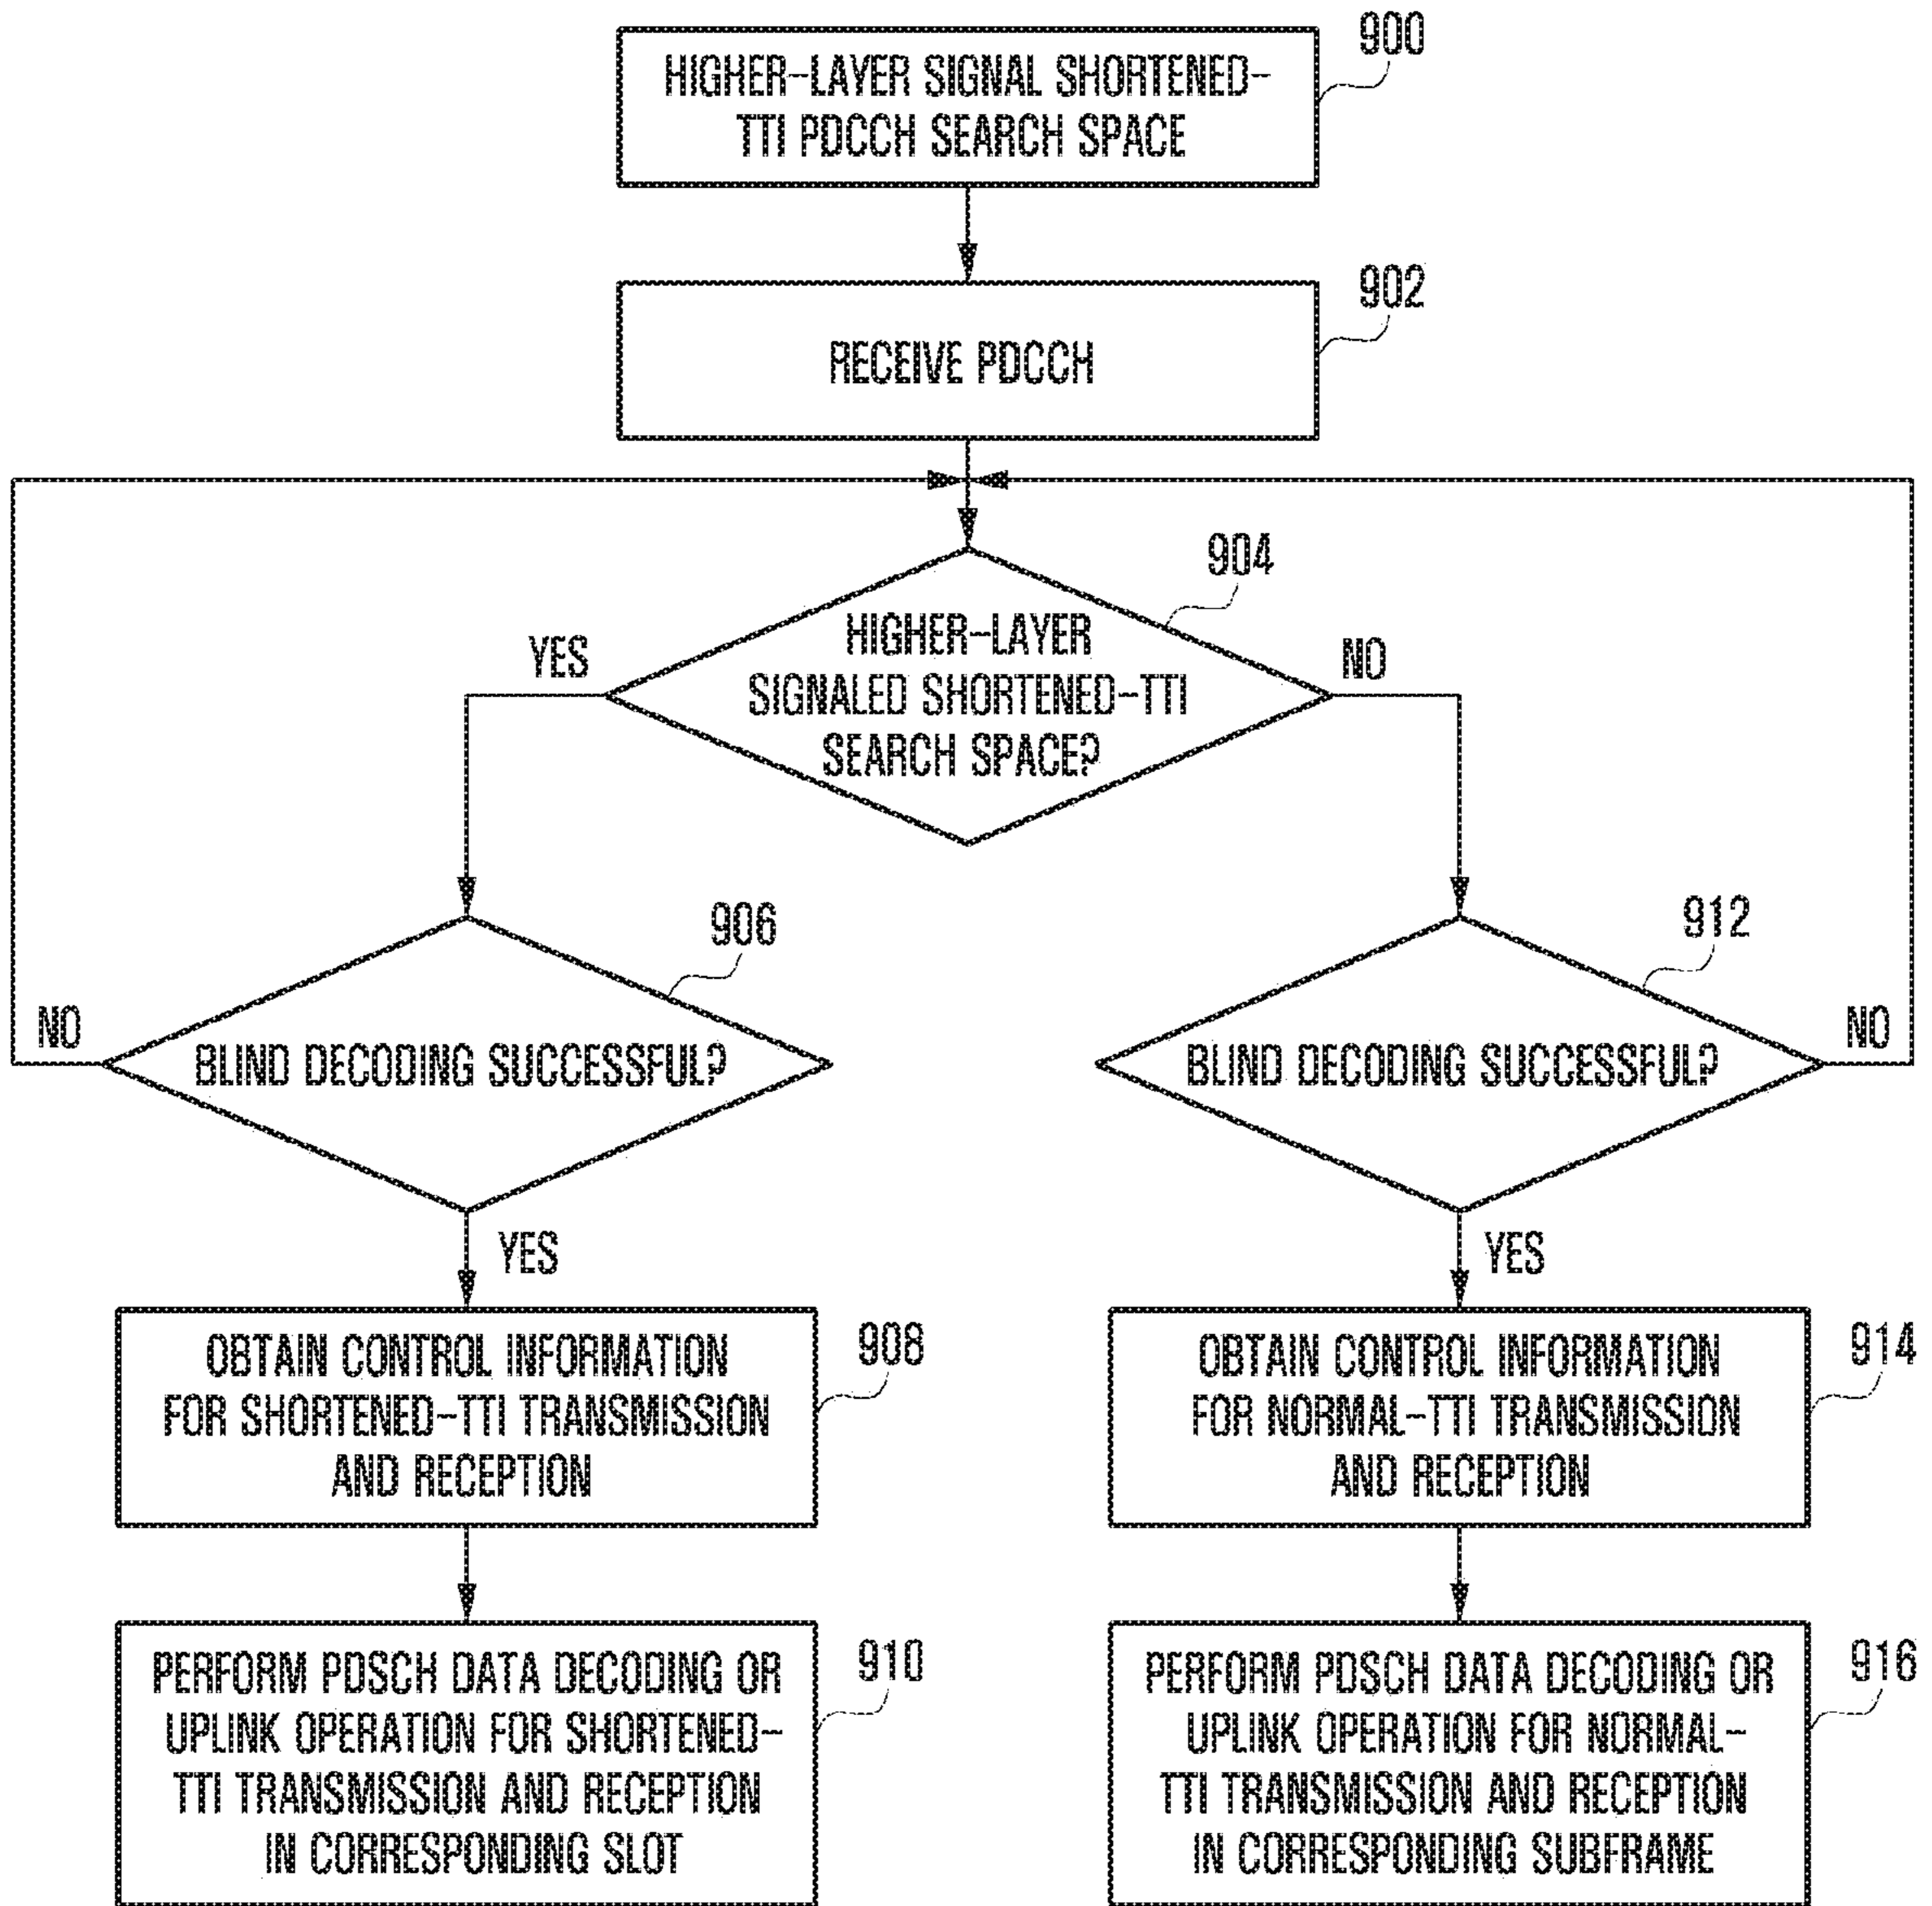 900
HIGHER-LAYER SIGNAL SHORTENED-
TTI PDCCH SEARCH SPACE
902
RECEIVE PDCCH
904
HIGHER-LAYER
SIGNALED SHORTENED-TTI
SEARCH SPACE?
YES
NO
906
BLIND DECODING SUCCESSFUL?
NO
YES
912
BLIND DECODING SUCCESSFUL?
NO
YES
908
OBTAIN CONTROL INFORMATION
FOR SHORTENED-TTI TRANSMISSION
AND RECEPTION
914
OBTAIN CONTROL INFORMATION
FOR NORMAL-TTI TRANSMISSION
AND RECEPTION
910
PERFORM PDSCH DATA DECODING OR
UPLINK OPERATION FOR SHORTENED-
TTI TRANSMISSION AND RECEPTION
IN CORRESPONDING SLOT
916
PERFORM PDSCH DATA DECODING OR
UPLINK OPERATION FOR NORMAL-
TTI TRANSMISSION AND RECEPTION
IN CORRESPONDING SUBFRAME